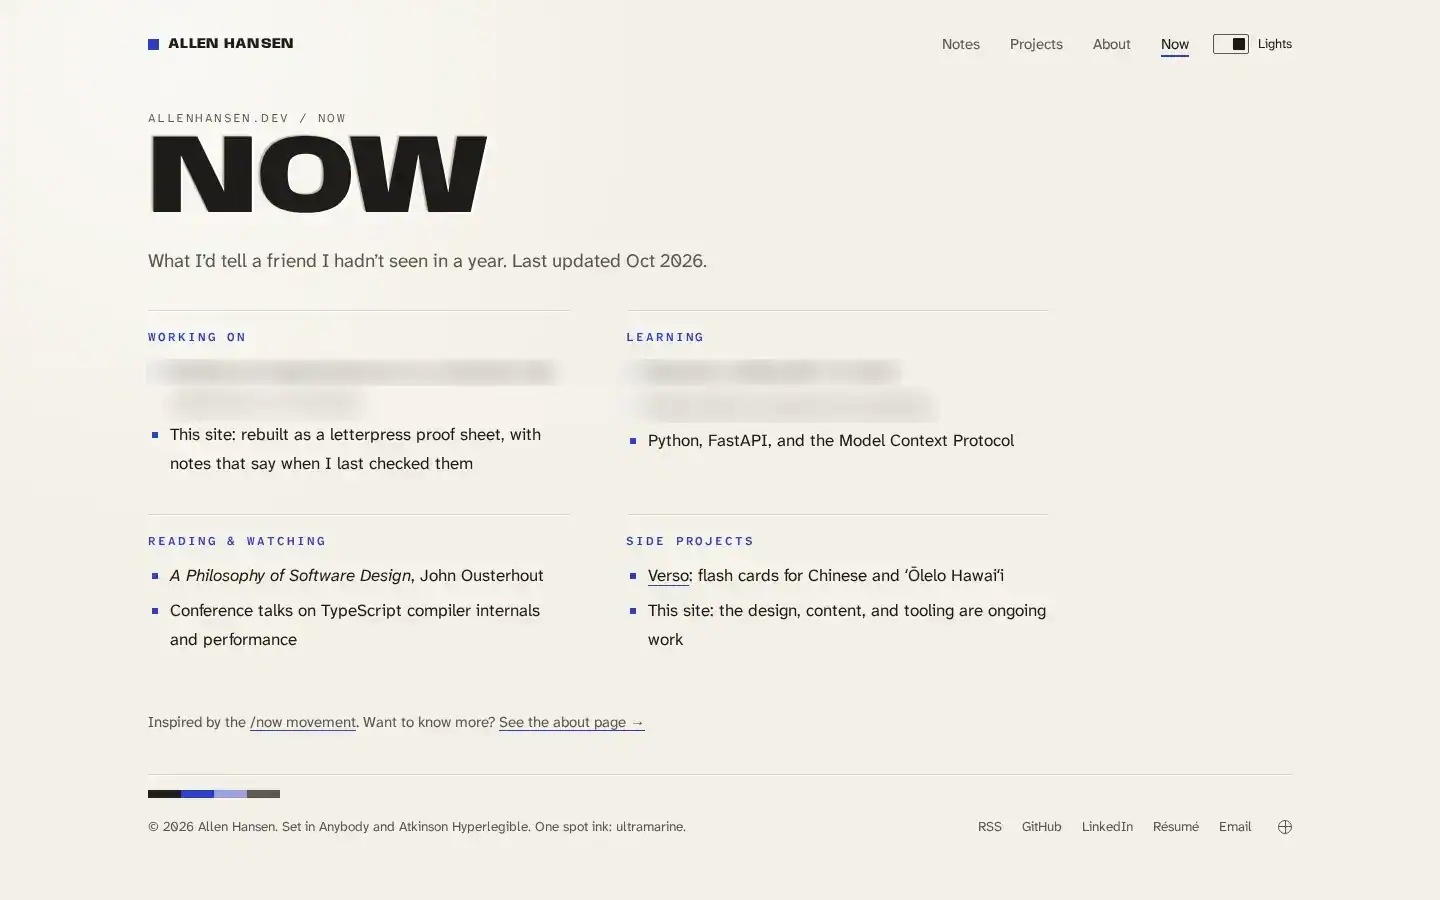 ALLEN HANSEN
Notes Projects About Now Lights
ALLENHANSEN.DEV / NOW
NOW
What I’d tell a friend I hadn’t seen in a year. Last updated Oct 2026.
WORKING ON
This site: rebuilt as a letterpress proof sheet, with
notes that say when I last checked them
LEARNING
Python, FastAPI, and the Model Context Protocol
READING & WATCHING
A Philosophy of Software Design, John Ousterhout
Conference talks on TypeScript compiler internals
and performance
SIDE PROJECTS
Verso: flash cards for Chinese and ʻŌlelo Hawaiʻi
This site: the design, content, and tooling are ongoing
work
Inspired by the /now movement. Want to know more? See the about page →
© 2026 Allen Hansen. Set in Anybody and Atkinson Hyperlegible. One spot ink: ultramarine.
RSS GitHub LinkedIn Résumé Email